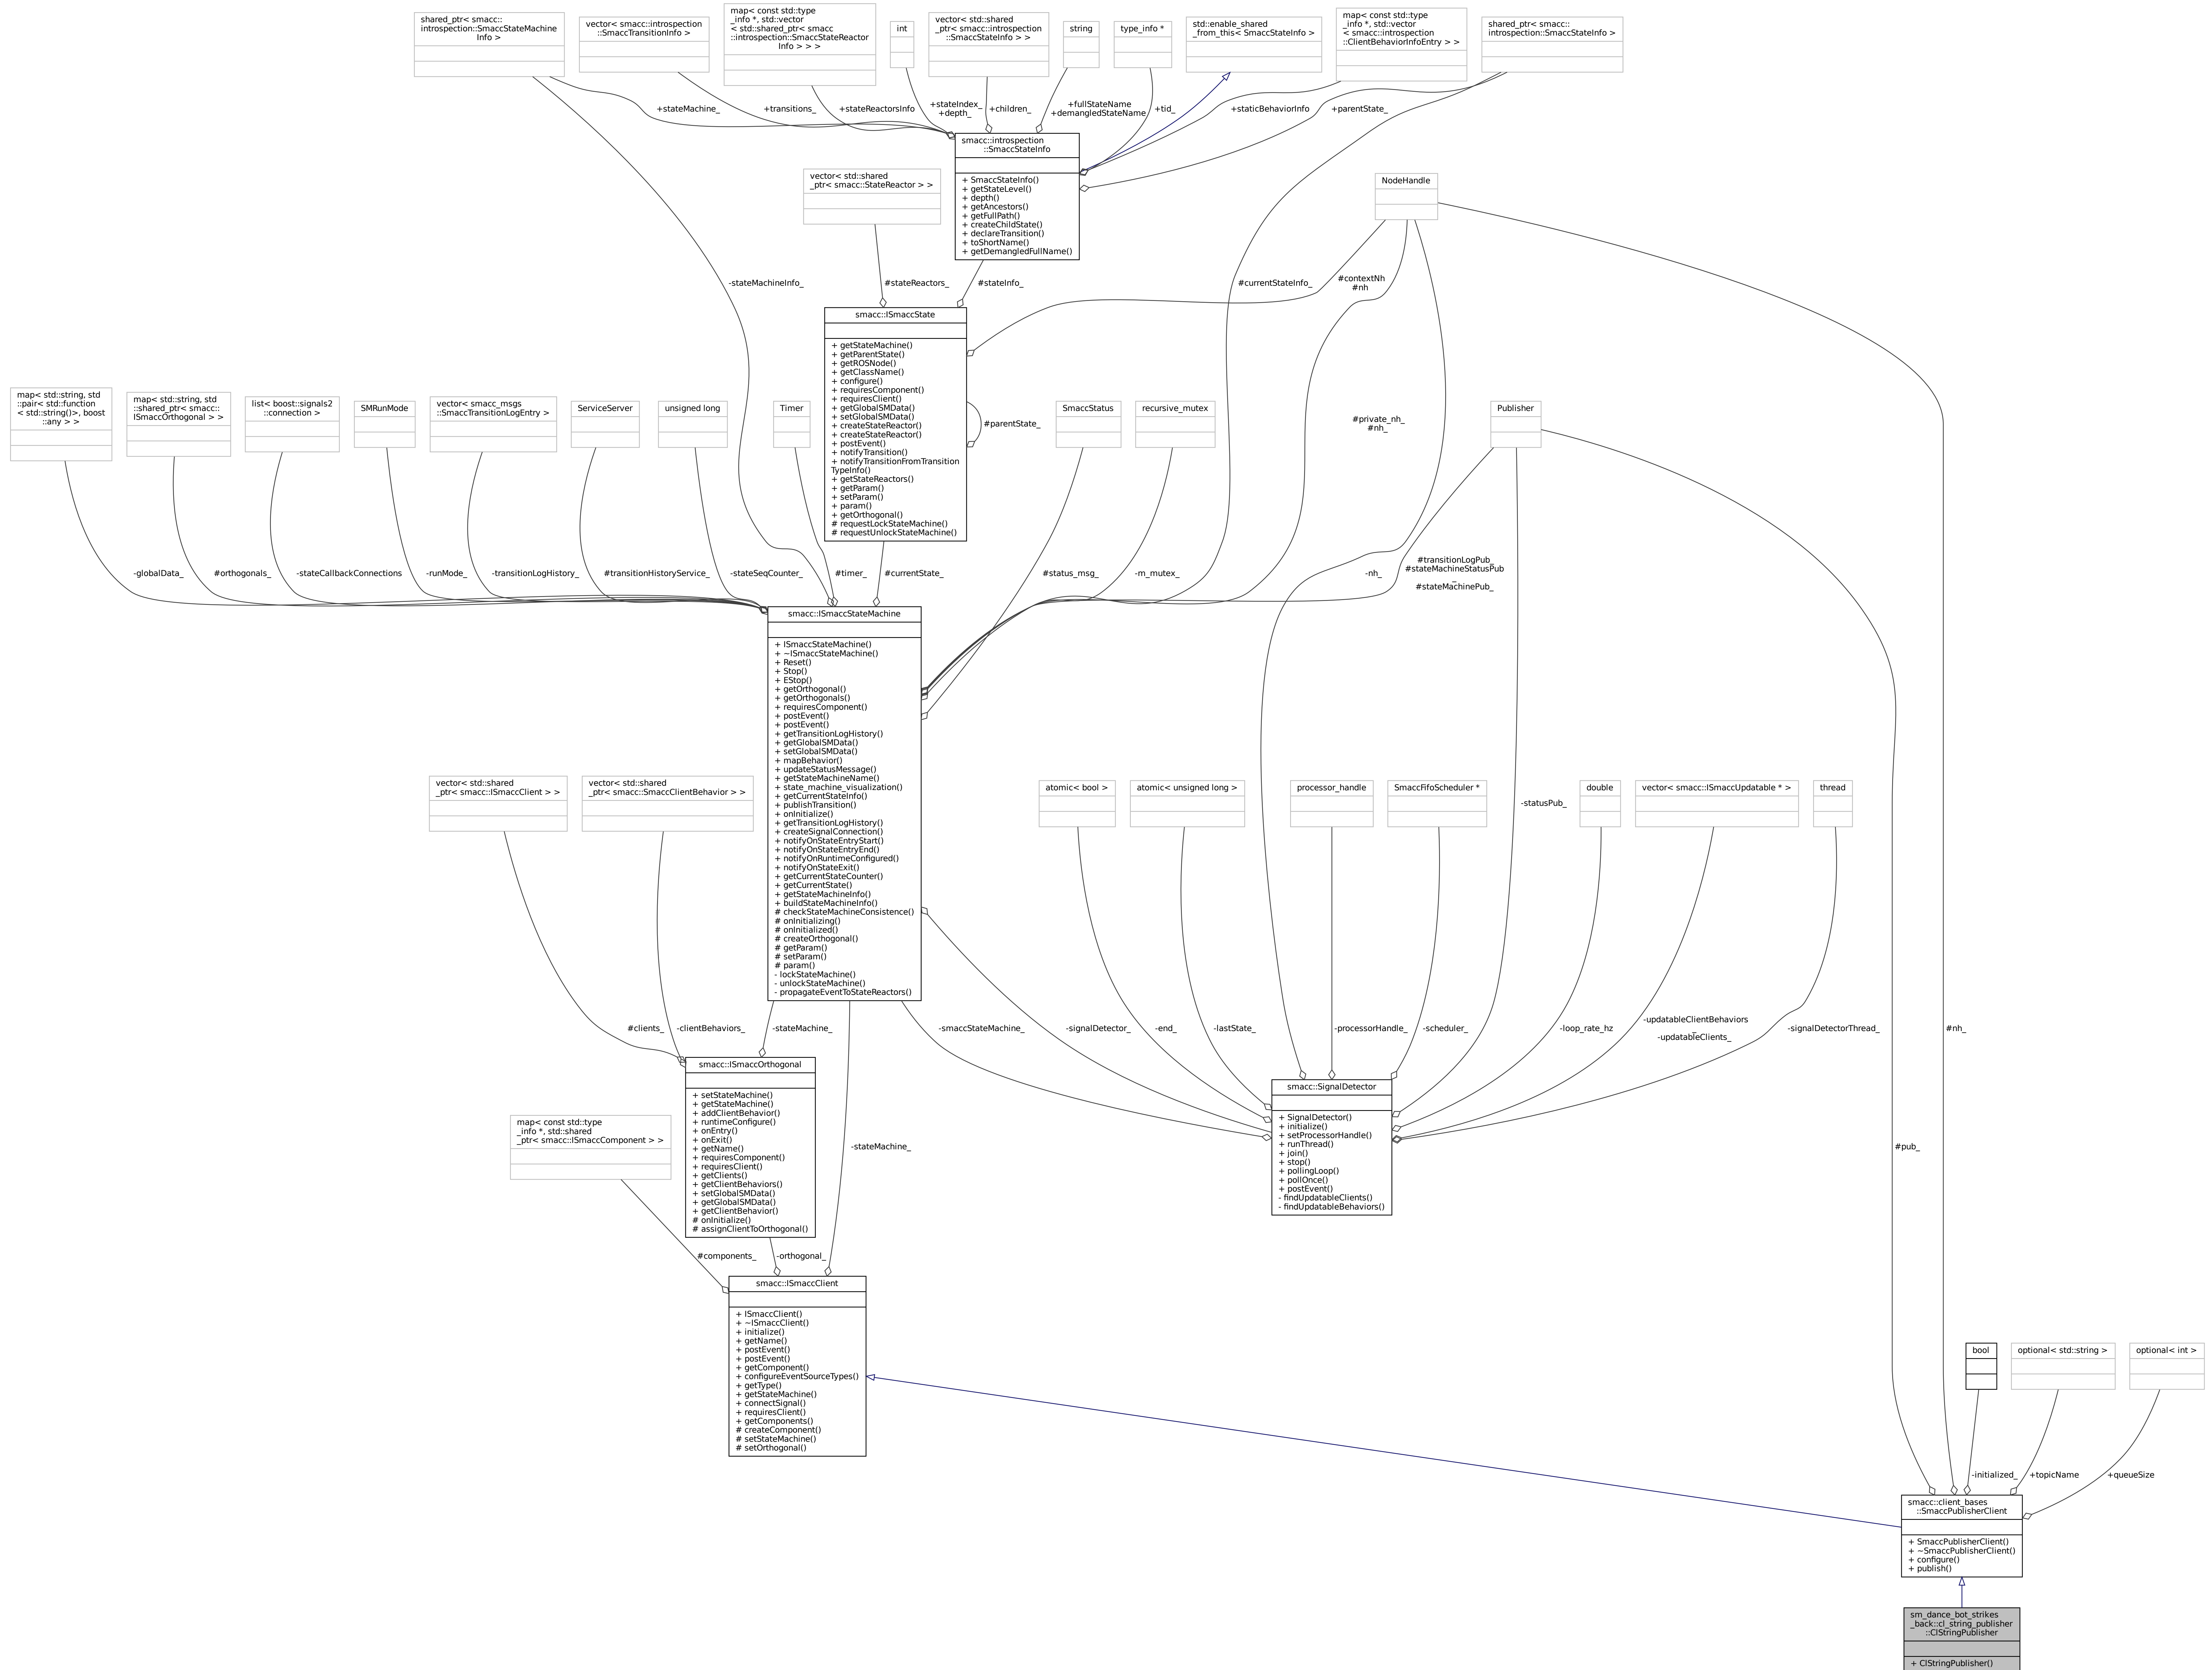 shared_ptr< smacc::
introspection::SmaccStateMachine
Info >
vector< smacc::introspection
::SmaccTransitionInfo >
map< const std::type
_info *, std::vector
< std::shared_ptr< smacc
::introspection::SmaccStateReactor
Info > > >
int
vector< std::shared
_ptr< smacc::introspection
::SmaccStateInfo > >
string
type_info *
std::enable_shared
_from_this< SmaccStateInfo >
map< const std::type
_info *, std::vector
< smacc::introspection
::ClientBehaviorInfoEntry > >
shared_ptr< smacc::
introspection::SmaccStateInfo >
+stateMachine_
+transitions_
+stateReactorsInfo
+stateIndex_
+depth_
+children_
+fullStateName
+demangledStateName
+tid_
+staticBehaviorInfo
+parentState_
smacc::introspection
::SmaccStateInfo
+ SmaccStateInfo()
+ getStateLevel()
+ depth()
+ getAncestors()
+ getFullPath()
+ createChildState()
+ declareTransition()
+ toShortName()
+ getDemangledFullName()
vector< std::shared
_ptr< smacc::StateReactor > >
NodeHandle
-stateMachineInfo_
#stateReactors_
#stateInfo_
#currentStateInfo_
#contextNh
#nh
smacc::ISmaccState
+ getStateMachine()
+ getParentState()
+ getROSNode()
+ getClassName()
+ configure()
+ requiresComponent()
+ requiresClient()
+ getGlobalSMData()
+ setGlobalSMData()
+ createStateReactor()
+ createStateReactor()
+ postEvent()
+ notifyTransition()
+ notifyTransitionFromTransition
TypeInfo()
+ getStateReactors()
+ getParam()
+ setParam()
+ param()
+ getOrthogonal()
# requestLockStateMachine()
# requestUnlockStateMachine()
#parentState_
map< std::string, std
::pair< std::function
< std::string()>, boost
::any > >
map< std::string, std
::shared_ptr< smacc::
ISmaccOrthogonal > >
list< boost::signals2
::connection >
SMRunMode
vector< smacc_msgs
::SmaccTransitionLogEntry >
ServiceServer
unsigned long
Timer
SmaccStatus
recursive_mutex
#private_nh_
#nh_
Publisher
-globalData_
#orthogonals_
-stateCallbackConnections
-runMode_
-transitionLogHistory_
#transitionHistoryService_
-stateSeqCounter_
#timer_
#currentState_
#status_msg_
-m_mutex_
-nh_
#transitionLogPub_
#stateMachineStatusPub
_
#stateMachinePub_
smacc::ISmaccStateMachine
+ ISmaccStateMachine()
+ ~ISmaccStateMachine()
+ Reset()
+ Stop()
+ EStop()
+ getOrthogonal()
+ getOrthogonals()
+ requiresComponent()
+ postEvent()
+ postEvent()
+ getTransitionLogHistory()
+ getGlobalSMData()
+ setGlobalSMData()
+ mapBehavior()
+ updateStatusMessage()
+ getStateMachineName()
+ state_machine_visualization()
+ getCurrentStateInfo()
+ publishTransition()
+ onInitialize()
+ getTransitionLogHistory()
+ createSignalConnection()
+ notifyOnStateEntryStart()
+ notifyOnStateEntryEnd()
+ notifyOnRuntimeConfigured()
+ notifyOnStateExit()
+ getCurrentStateCounter()
+ getCurrentState()
+ getStateMachineInfo()
+ buildStateMachineInfo()
# checkStateMachineConsistence()
# onInitializing()
# onInitialized()
# createOrthogonal()
# getParam()
# setParam()
# param()
- lockStateMachine()
- unlockStateMachine()
- propagateEventToStateReactors()
vector< std::shared
_ptr< smacc::ISmaccClient > >
vector< std::shared
_ptr< smacc::SmaccClientBehavior > >
atomic< bool >
atomic< unsigned long >
processor_handle
SmaccFifoScheduler *
-statusPub_
double
vector< smacc::ISmaccUpdatable * >
thread
#clients_
-clientBehaviors_
-stateMachine_
-smaccStateMachine_
-signalDetector_
-end_
-lastState_
-processorHandle_
-scheduler_
-loop_rate_hz
-updatableClientBehaviors
_
-updatableClients_
-signalDetectorThread_
#nh_
smacc::ISmaccOrthogonal
+ setStateMachine()
+ getStateMachine()
+ addClientBehavior()
+ runtimeConfigure()
+ onEntry()
+ onExit()
+ getName()
+ requiresComponent()
+ requiresClient()
+ getClients()
+ getClientBehaviors()
+ setGlobalSMData()
+ getGlobalSMData()
+ getClientBehavior()
# onInitialize()
# assignClientToOrthogonal()
smacc::SignalDetector
+ SignalDetector()
+ initialize()
+ setProcessorHandle()
+ runThread()
+ join()
+ stop()
+ pollingLoop()
+ pollOnce()
+ postEvent()
- findUpdatableClients()
- findUpdatableBehaviors()
map< const std::type
_info *, std::shared
_ptr< smacc::ISmaccComponent > >
-stateMachine_
#pub_
#components_
-orthogonal_
smacc::ISmaccClient
+ ISmaccClient()
+ ~ISmaccClient()
+ initialize()
+ getName()
+ postEvent()
+ postEvent()
+ getComponent()
+ configureEventSourceTypes()
+ getType()
+ getStateMachine()
+ connectSignal()
+ requiresClient()
+ getComponents()
# createComponent()
# setStateMachine()
# setOrthogonal()
bool
optional< std::string >
optional< int >
-initialized_
+topicName
+queueSize
smacc::client_bases
::SmaccPublisherClient
+ SmaccPublisherClient()
+ ~SmaccPublisherClient()
+ configure()
+ publish()
sm_dance_bot_strikes
_back::cl_string_publisher
::ClStringPublisher
+ ClStringPublisher()